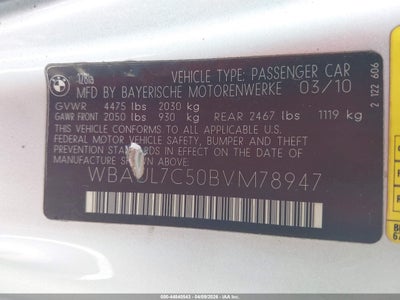 VEHICLE TYPE: PASSENGER CAR
MFD BY BAYERISCHE MOTORENWERKE 03/10
GVWR 4475 lbs 2030 kg
GAWR FRONT 2050 lbs 930 kg REAR 2467 lbs 1119 kg
THIS VEHICLE CONFORMS TO ALL APPLICABLE U.S.
FEDERAL MOTOR VEHICLE SAFETY, BUMPER AND THEFT
PREVENTION STANDARDS IN EFFECT ON THE DATE OF
MANUFACTURE SHOWN ABOVE.
WBAUL7C50BVM78947
2 122 606